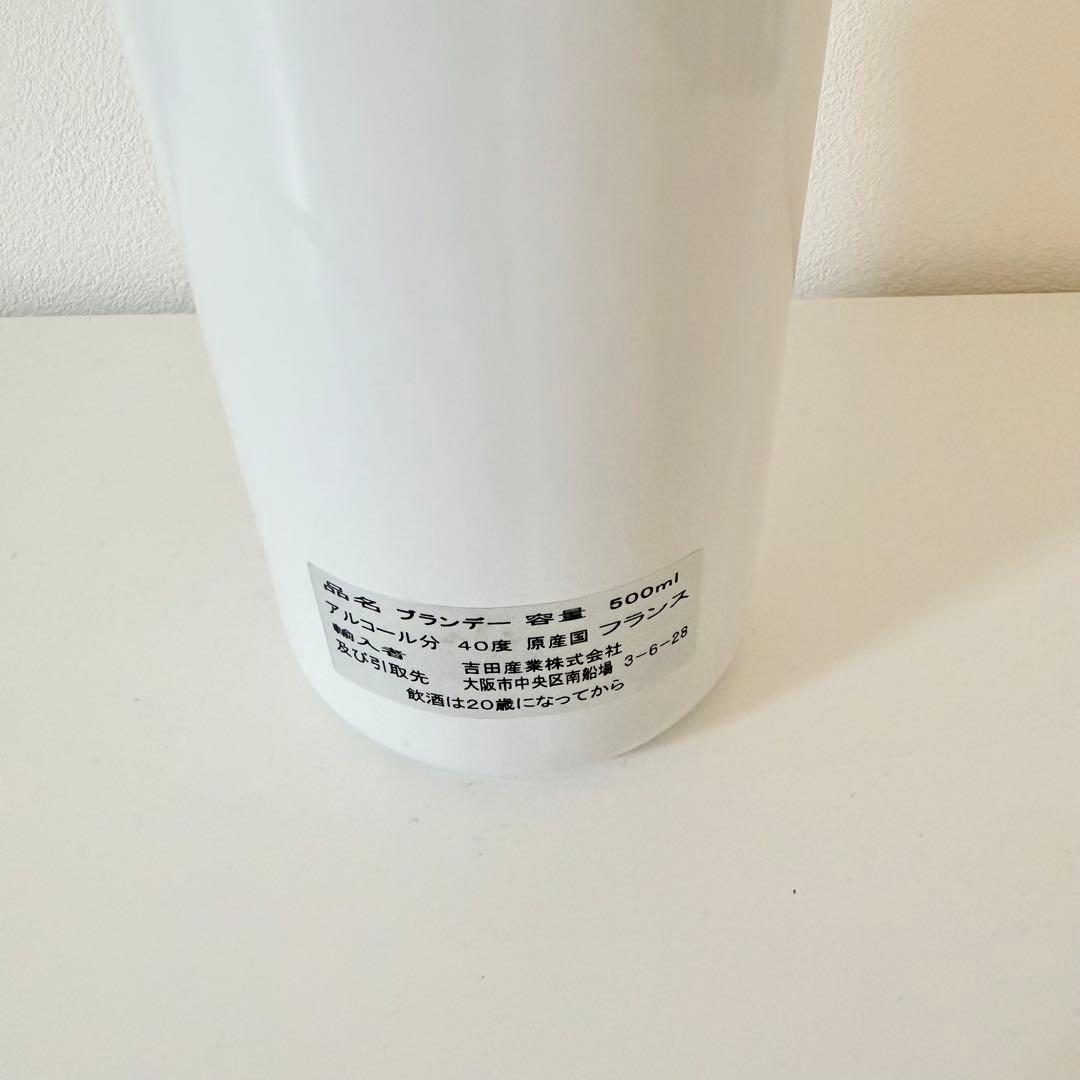 品名 ブランデー 容量 500ml
アルコール分 40度 原産国 フランス
輸入者 吉田産業株式会社
及び引取先 大阪市中央区南船場 3-6-28
飲酒は20歳になってから